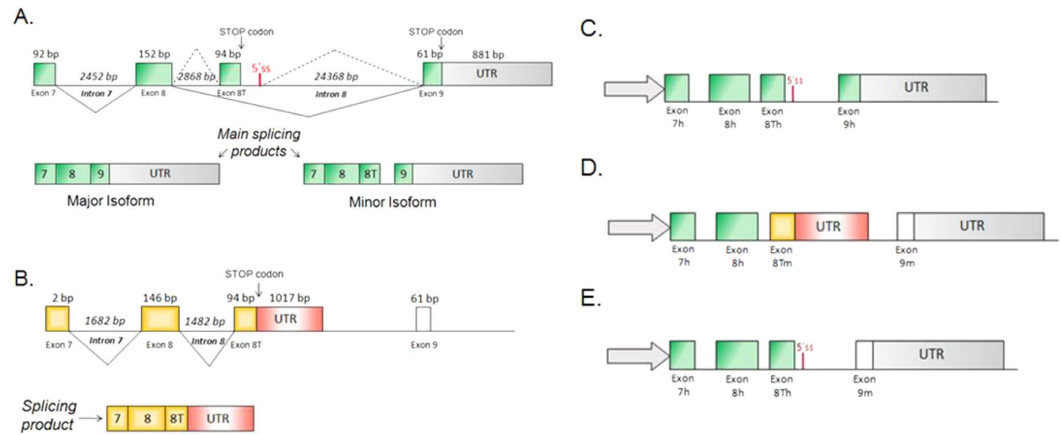 A.
STOP codon
STOP codon
92 bp
152 bp
94 bp
61 bp
881 bp
2452 bp
2868 bp
5'ss
24368 bp
UTR
Exon 7
Intron 7
Exon 8
Exon 8T
Intron 8
Exon 9
Main splicing
products
7 8 9 UTR
7 8 8T 9 UTR
Major Isoform
Minor Isoform
B.
STOP codon
2 bp
146 bp
94 bp
1017 bp
61 bp
1682 bp
1482 bp
UTR
Exon 7
Intron 7
Exon 8
Intron 8
Exon 8T
Exon 9
Splicing
product
7 8 8T UTR
C.
5'ss
UTR
Exon
7h
Exon
8h
Exon
8Th
Exon
9h
D.
UTR
UTR
Exon
7h
Exon
8h
Exon
8Tm
Exon
9m
E.
5'ss
UTR
Exon
7h
Exon
8h
Exon
8Th
Exon
9m